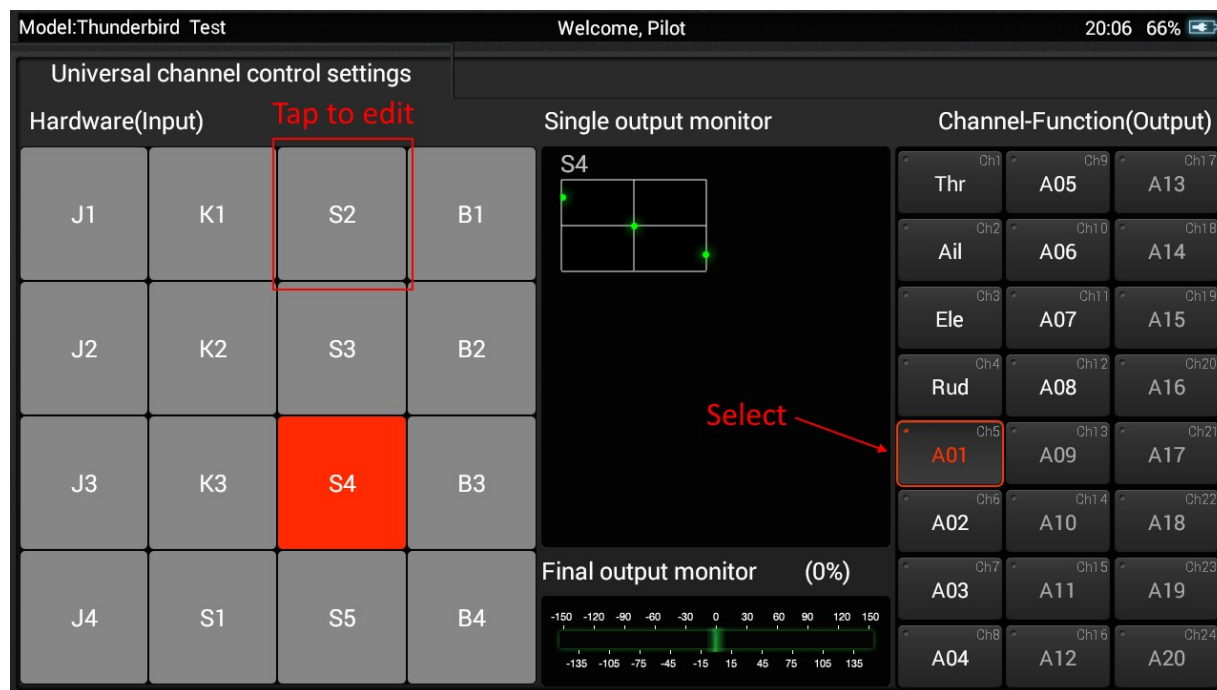 Model:Thunderbird Test Welcome, Pilot 20:06 66%
Universal channel control settings
Hardware(Input) Tap to edit Single output monitor Channel-Function(Output)
J1 K1 S2 B1
J2 K2 S3 B2
J3 K3 S4 B3
J4 S1 S5 B4
S4
Select
Final output monitor (0%)
-150 -120 -90 -60 -30 0 30 60 90 120 150
-135 -105 -75 -45 -15 15 45 75 105 135
Ch1 Ch9 Ch17
Thr A05 A13
Ch2 Ch10 Ch18
Ail A06 A14
Ch3 Ch11 Ch19
Ele A07 A15
Ch4 Ch12 Ch20
Rud A08 A16
Ch5 Ch13 Ch21
A01 A09 A17
Ch6 Ch14 Ch22
A02 A10 A18
Ch7 Ch15 Ch23
A03 A11 A19
Ch8 Ch16 Ch24
A04 A12 A20